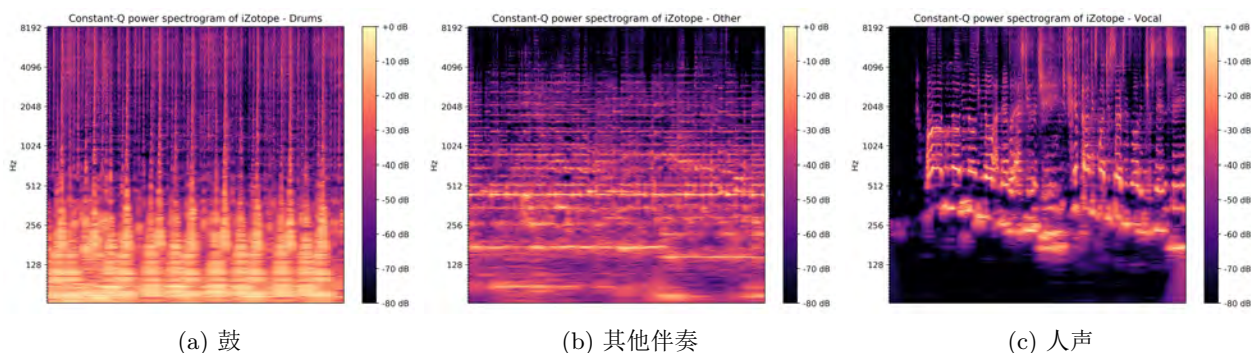 Constant-Q power spectrogram of iZotope - Drums
8192
4096
2048
1024
512
256
128
Hz
+0 dB
-10 dB
-20 dB
-30 dB
-40 dB
-50 dB
-60 dB
-70 dB
-80 dB
(a) 鼓
Constant-Q power spectrogram of iZotope - Other
8192
4096
2048
1024
512
256
128
Hz
+0 dB
-10 dB
-20 dB
-30 dB
-40 dB
-50 dB
-60 dB
-70 dB
-80 dB
(b) 其他伴奏
Constant-Q power spectrogram of iZotope - Vocal
8192
4096
2048
1024
512
256
128
Hz
+0 dB
-10 dB
-20 dB
-30 dB
-40 dB
-50 dB
-60 dB
-70 dB
-80 dB
(c) 人声